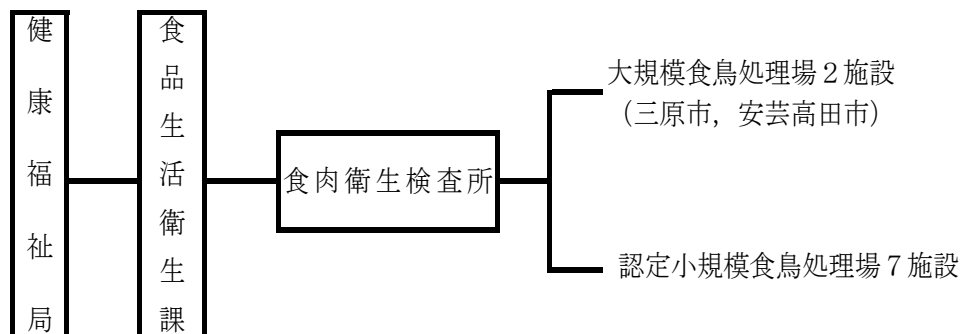 健康福祉局
食品生活衛生課
食肉衛生検査所
大規模食鳥処理場２施設
（三原市，安芸高田市）
認定小規模食鳥処理場７施設